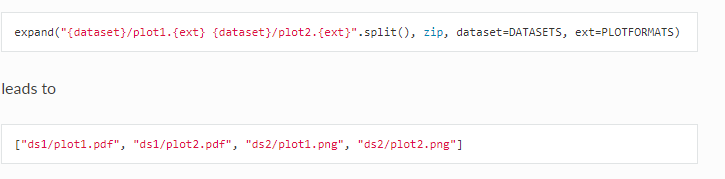 expand("{dataset}/plot1.{ext} {dataset}/plot2.{ext}".split(), zip, dataset=DATASETS, ext=PLOTFORMATS)
leads to
["ds1/plot1.pdf", "ds1/plot2.pdf", "ds2/plot1.png", "ds2/plot2.png"]